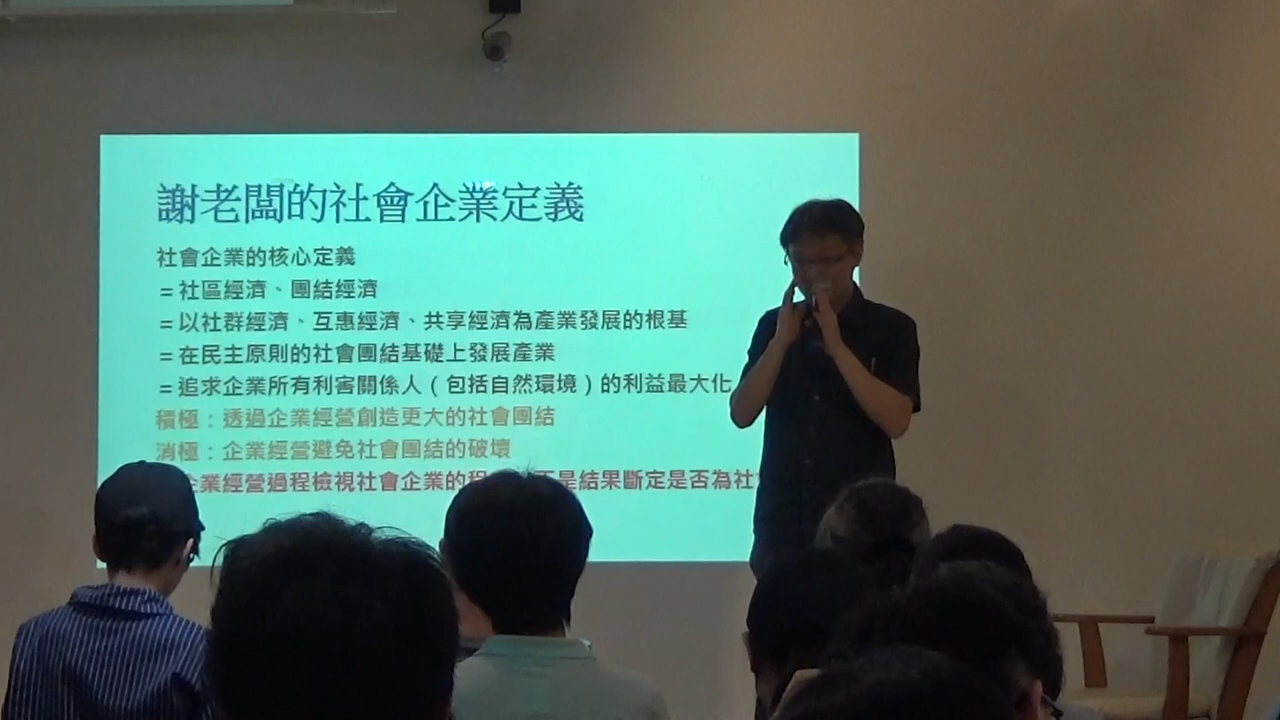 謝老闆的社會企業定義
社會企業的核心定義
=社區經濟、團結經濟
=以社群經濟、互惠經濟、共享經濟為產業發展的根基
=在民主原則的社會團結基礎上發展產業
=追求企業所有利害關係人(包括自然環境)的利益最大化
積極：透過企業經營創造更大的社會團結
消極：企業經營避免社會團結的破壞
企業經營過程檢視社會企業的程 是結果斷定是否為社